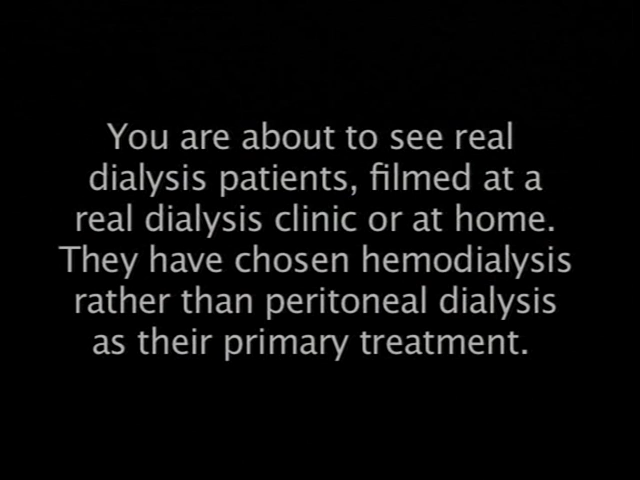 You are about to see real
dialysis patients, filmed at a
real dialysis clinic or at home.
They have chosen hemodialysis
rather than peritoneal dialysis
as their primary treatment.